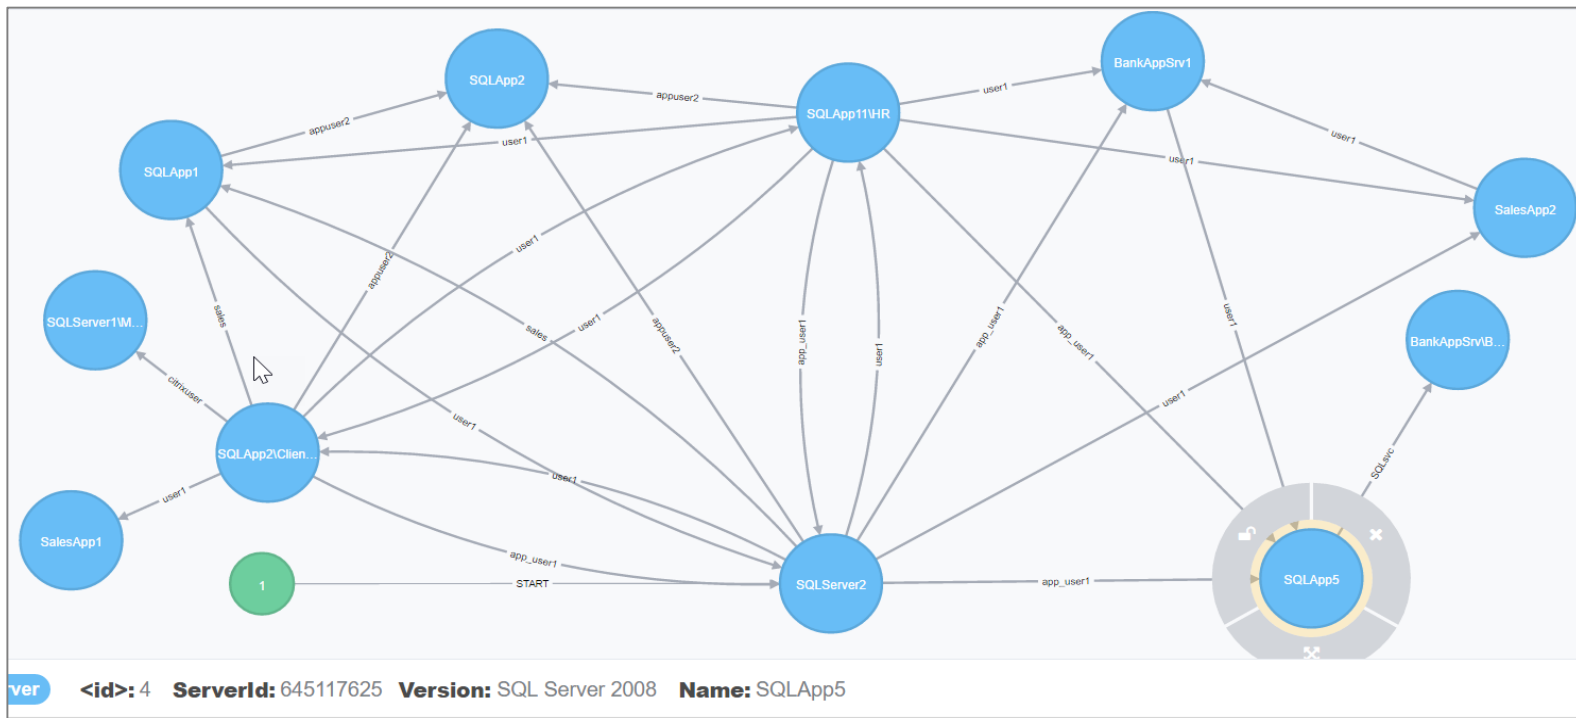 BankAppSrv1
SQLApp2
appuser2
user1
SQLApp11\HR
appuser2
user1
user1
user1
SQLApp1
SalesApp2
user1
appuser2
sales
user1
app_user1
user1
sales
appuser2
app_user1
app_user1
user1
SQLServer1\M...
BankAppSrv\B...
citrixuser
user1
user1
SQLApp2\Clien...
SQLsvc
user1
user1
SalesApp1
app_user1
1
START
SQLServer2
app_user1
SQLApp5
ver <id>: 4 ServerId: 645117625 Version: SQL Server 2008 Name: SQLApp5